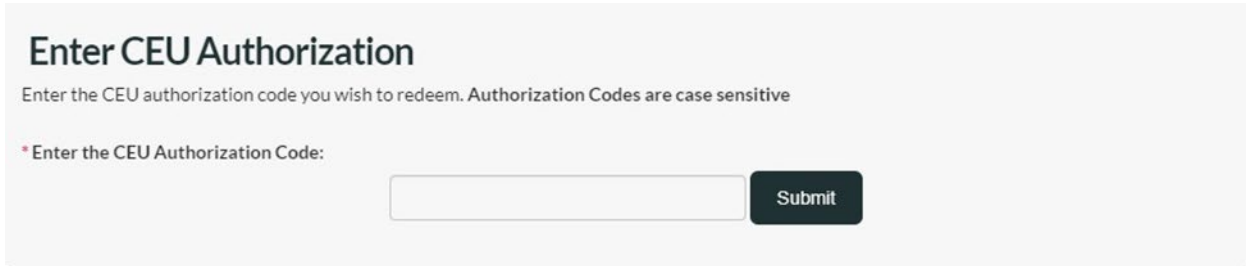 Enter CEU Authorization
Enter the CEU authorization code you wish to redeem. Authorization Codes are case sensitive
* Enter the CEU Authorization Code:
Submit